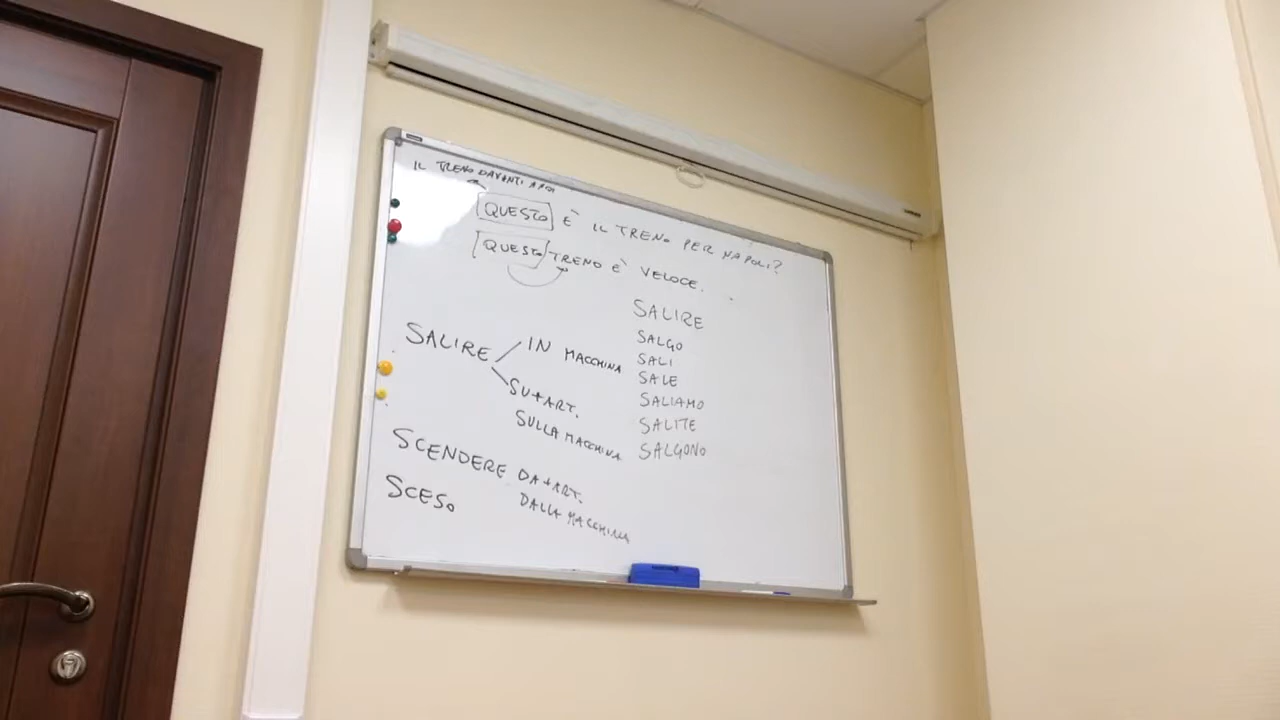 IL TRENO DAVANTI A NOI
QUESTO È IL TRENO PER NAPOLI?
QUESTO TRENO È VELOCE.
SALIRE
SALGO
SALI
SALE
SALIAMO
SALITE
SALGONO
SALIRE
IN MACCHINA
SU+ART.
SULLA MACCHINA
SCENDERE DA+ART.
DALLA MACCHINA
SCESO